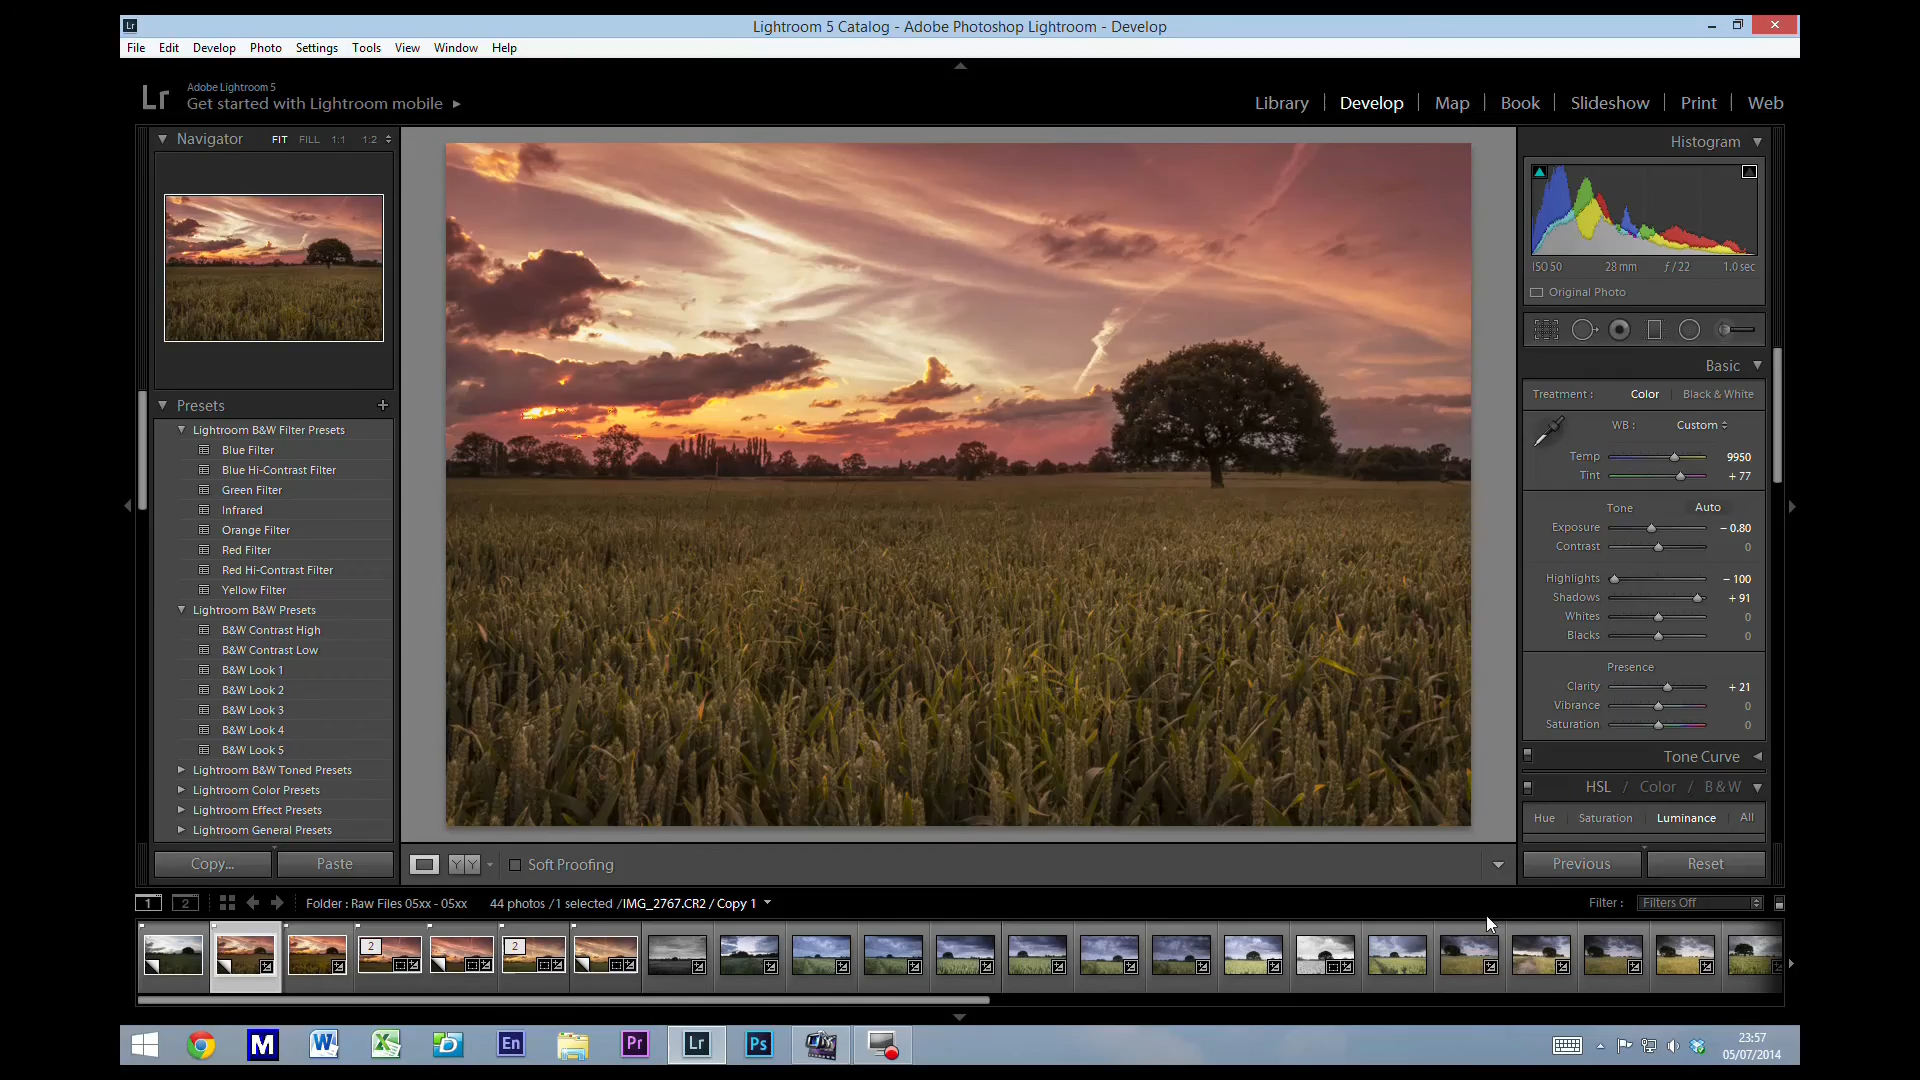 Lr
Lightroom 5 Catalog - Adobe Photoshop Lightroom - Develop
File Edit Develop Photo Settings Tools View Window Help
Lr
Adobe Lightroom 5
Get started with Lightroom mobile
Library Develop Map Book Slideshow Print Web
Navigator FIT FILL 1:1 1:2
Presets +
Lightroom B&W Filter Presets
Blue Filter
Blue Hi-Contrast Filter
Green Filter
Infrared
Orange Filter
Red Filter
Red Hi-Contrast Filter
Yellow Filter
Lightroom B&W Presets
B&W Contrast High
B&W Contrast Low
B&W Look 1
B&W Look 2
B&W Look 3
B&W Look 4
B&W Look 5
Lightroom B&W Toned Presets
Lightroom Color Presets
Lightroom Effect Presets
Lightroom General Presets
Copy... Paste
Histogram
ISO 50 28 mm ƒ / 22 1.0 sec
Original Photo
Basic
Treatment : Color Black & White
WB : Custom
Temp 9950
Tint + 77
Tone Auto
Exposure − 0.80
Contrast 0
Highlights − 100
Shadows + 91
Whites 0
Blacks 0
Presence
Clarity + 21
Vibrance 0
Saturation 0
Tone Curve
HSL / Color / B & W
Hue Saturation Luminance All
Previous Reset
YY Soft Proofing
1 2 Folder : Raw Files 05xx - 05xx 44 photos / 1 selected / IMG_2767.CR2 / Copy 1
Filter : Filters Off
2 2
M W X En Pr Lr Ps
23:57
05/07/2014